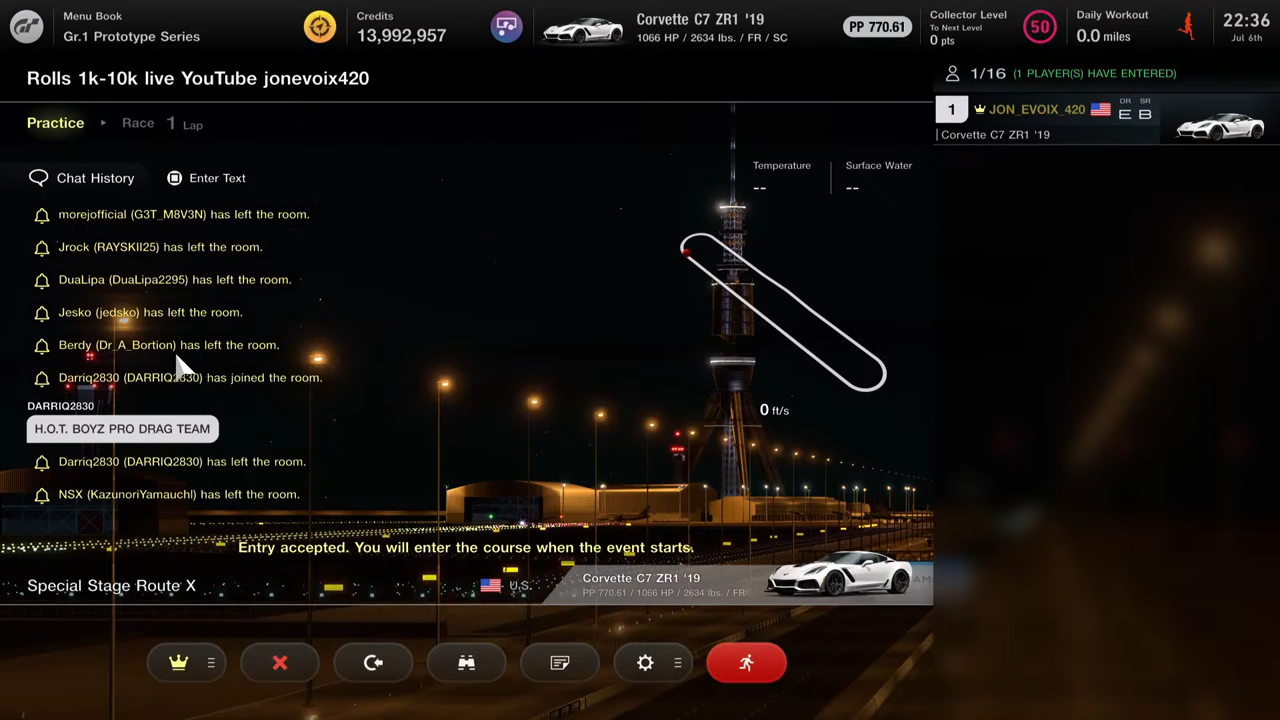 Menu Book
Gr.1 Prototype Series
Credits
13,992,957
Corvette C7 ZR1 '19
1066 HP / 2634 lbs. / FR / SC
PP 770.61
Collector Level
To Next Level
0 pts
50
Daily Workout
0.0 miles
22:36
Jul 6th
Rolls 1k-10k live YouTube jonevoix420
1/16 (1 PLAYER(S) HAVE ENTERED)
1 JON_EVOIX_420 DR E SR B
Corvette C7 ZR1 '19
Practice Race 1 Lap
Temperature
--
Surface Water
--
Chat History Enter Text
morejofficial (G3T_M8V3N) has left the room.
Jrock (RAYSKII25) has left the room.
DuaLipa (DuaLipa2295) has left the room.
Jesko (jedsko) has left the room.
Berdy (Dr_A_Bortion) has left the room.
Darriq2830 (DARRIQ2830) has joined the room.
DARRIQ2830
H.O.T. BOYZ PRO DRAG TEAM
Darriq2830 (DARRIQ2830) has left the room.
NSX (KazunoriYamauchI) has left the room.
0 ft/s
Entry accepted. You will enter the course when the event starts.
Special Stage Route X
U.S.
Corvette C7 ZR1 '19
PP 770.61 / 1066 HP / 2634 lbs. / FR